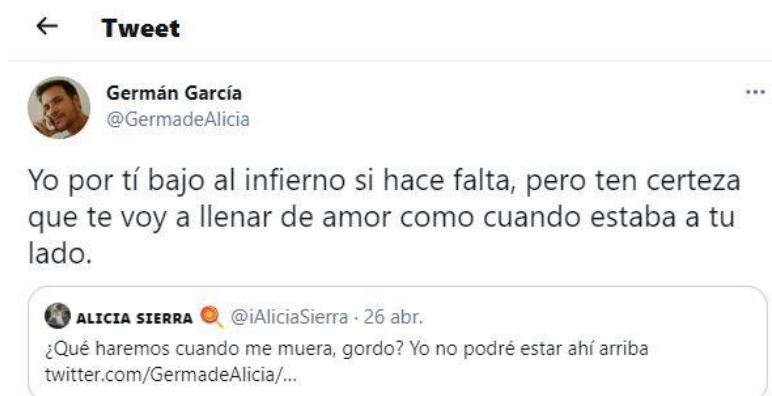 Tweet
Germán García
@GermadeAlicia
Yo por tí bajo al infierno si hace falta, pero ten certeza
que te voy a llenar de amor como cuando estaba a tu
lado.
ALICIA SIERRA @iAliciaSierra · 26 abr.
¿Qué haremos cuando me muera, gordo? Yo no podré estar ahí arriba
twitter.com/GermadeAlicia/...